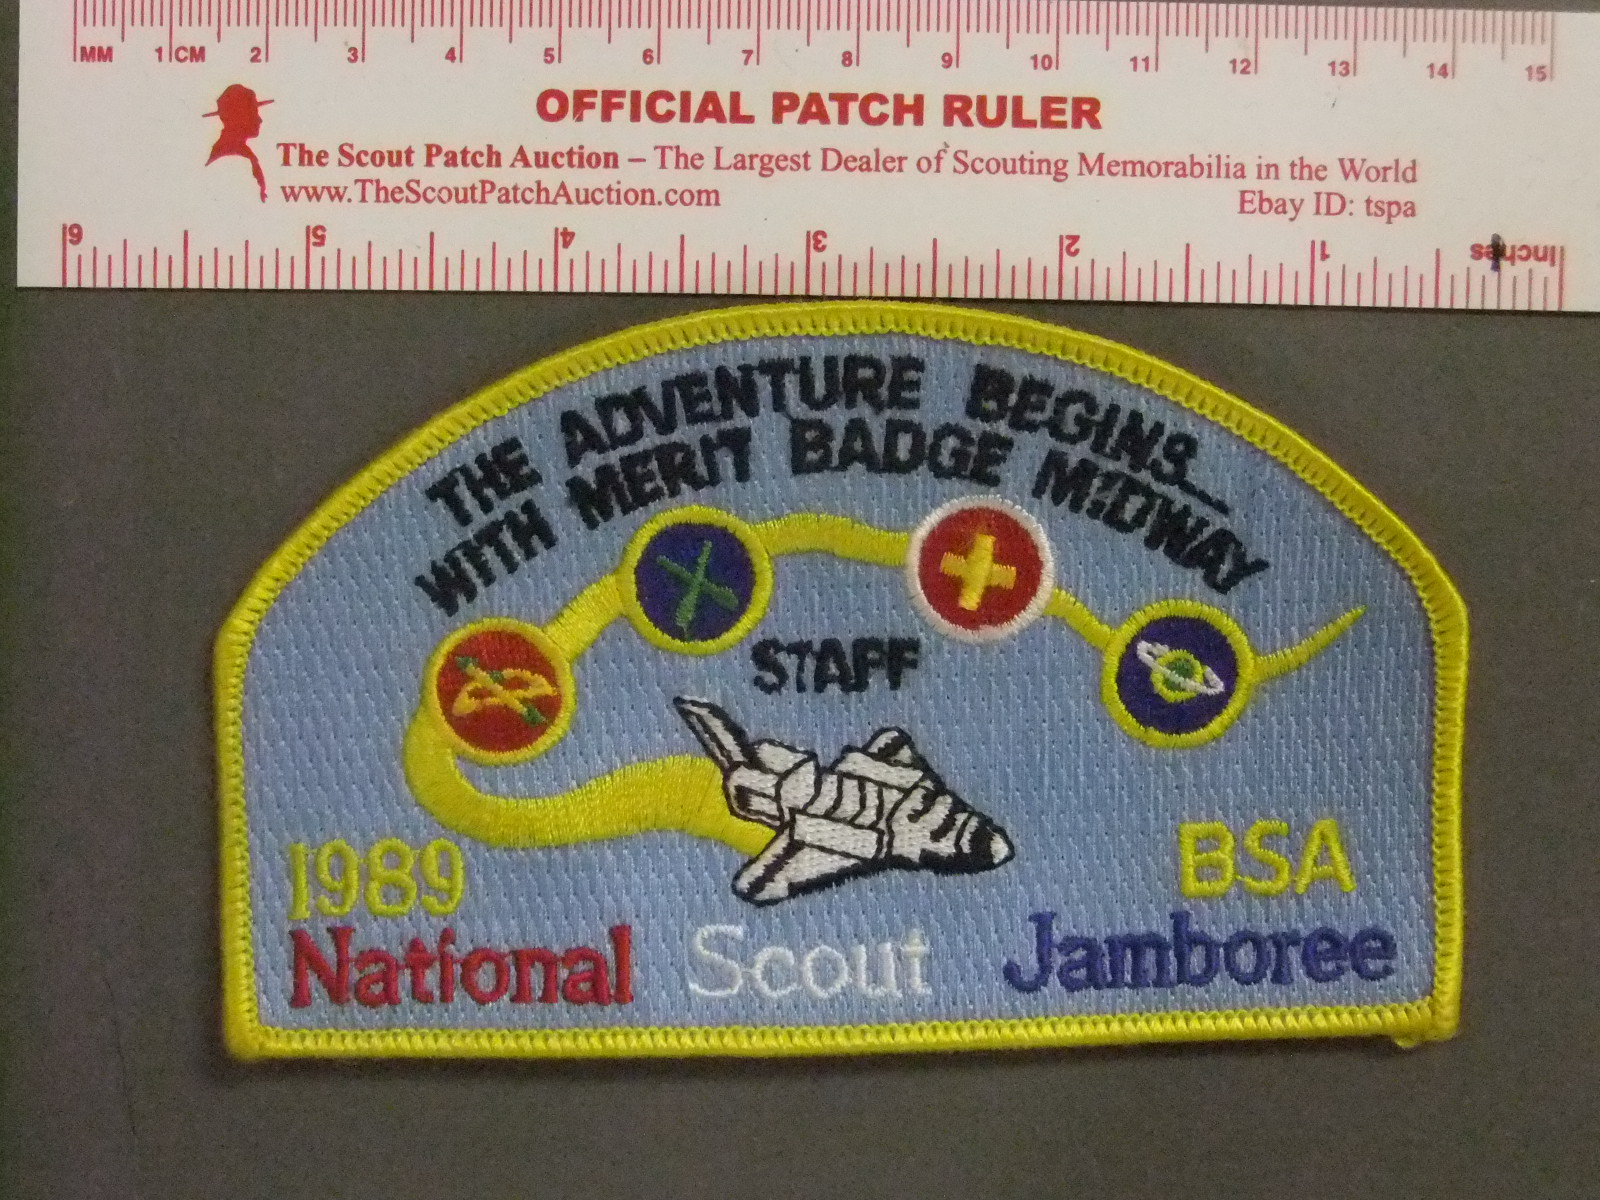 MM 1 CM 2 3 4 5 6 7 8 9 10 11 12 13 14 15
OFFICIAL PATCH RULER
The Scout Patch Auction – The Largest Dealer of Scouting Memorabilia in the World
www.TheScoutPatchAuction.com
Ebay ID: tspa
6 5 4 3 2 1 Inches
THE ADVENTURE BEGINS...
WITH MERIT BADGE MIDWAY
STAFF
1989
BSA
National Scout Jamboree